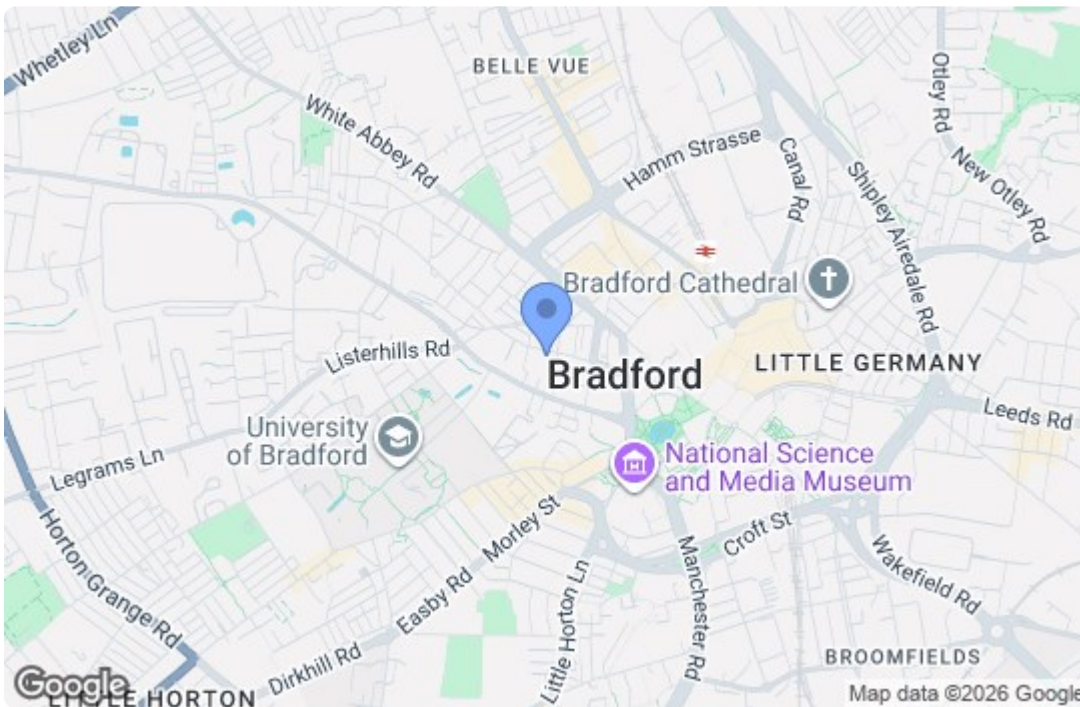 Whetley Ln
BELLE VUE
Otley Rd
White Abbey Rd
Hamm Strasse
Canal Rd
Shipley Airedale Rd
New Otley Rd
Bradford Cathedral
Listerhills Rd
Bradford
LITTLE GERMANY
Leeds Rd
University
of Bradford
National Science
and Media Museum
Legrams Ln
Morley St
Croft St
Horton Grange Rd
Easby Rd
Manchester Rd
Wakefield Rd
Little Horton Ln
Dirkhill Rd
BROOMFIELDS
Google
LITTLE HORTON
Map data ©2026 Google